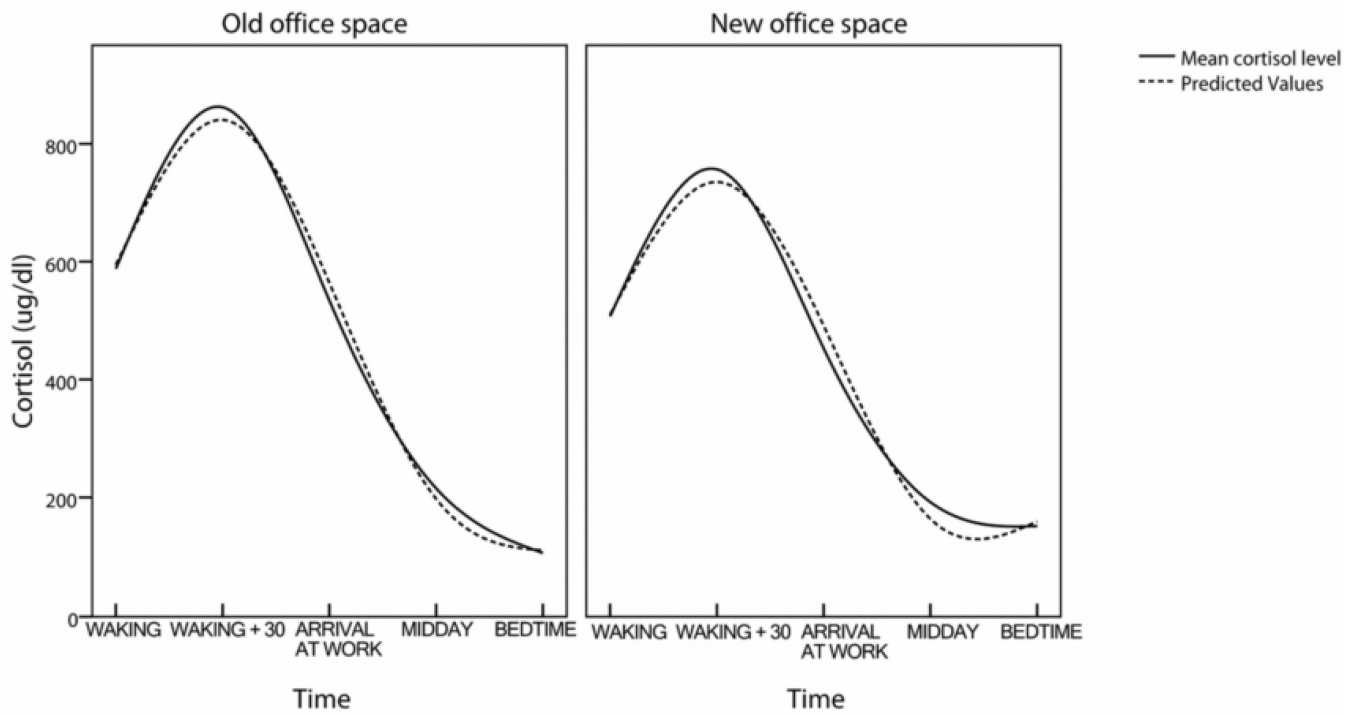 Old office space
New office space
Mean cortisol level
Predicted Values
Cortisol (ug/dl)
800
600
400
200
0
WAKING
WAKING + 30
ARRIVAL
AT WORK
MIDDAY
BEDTIME
WAKING
WAKING + 30
ARRIVAL
AT WORK
MIDDAY
BEDTIME
Time
Time